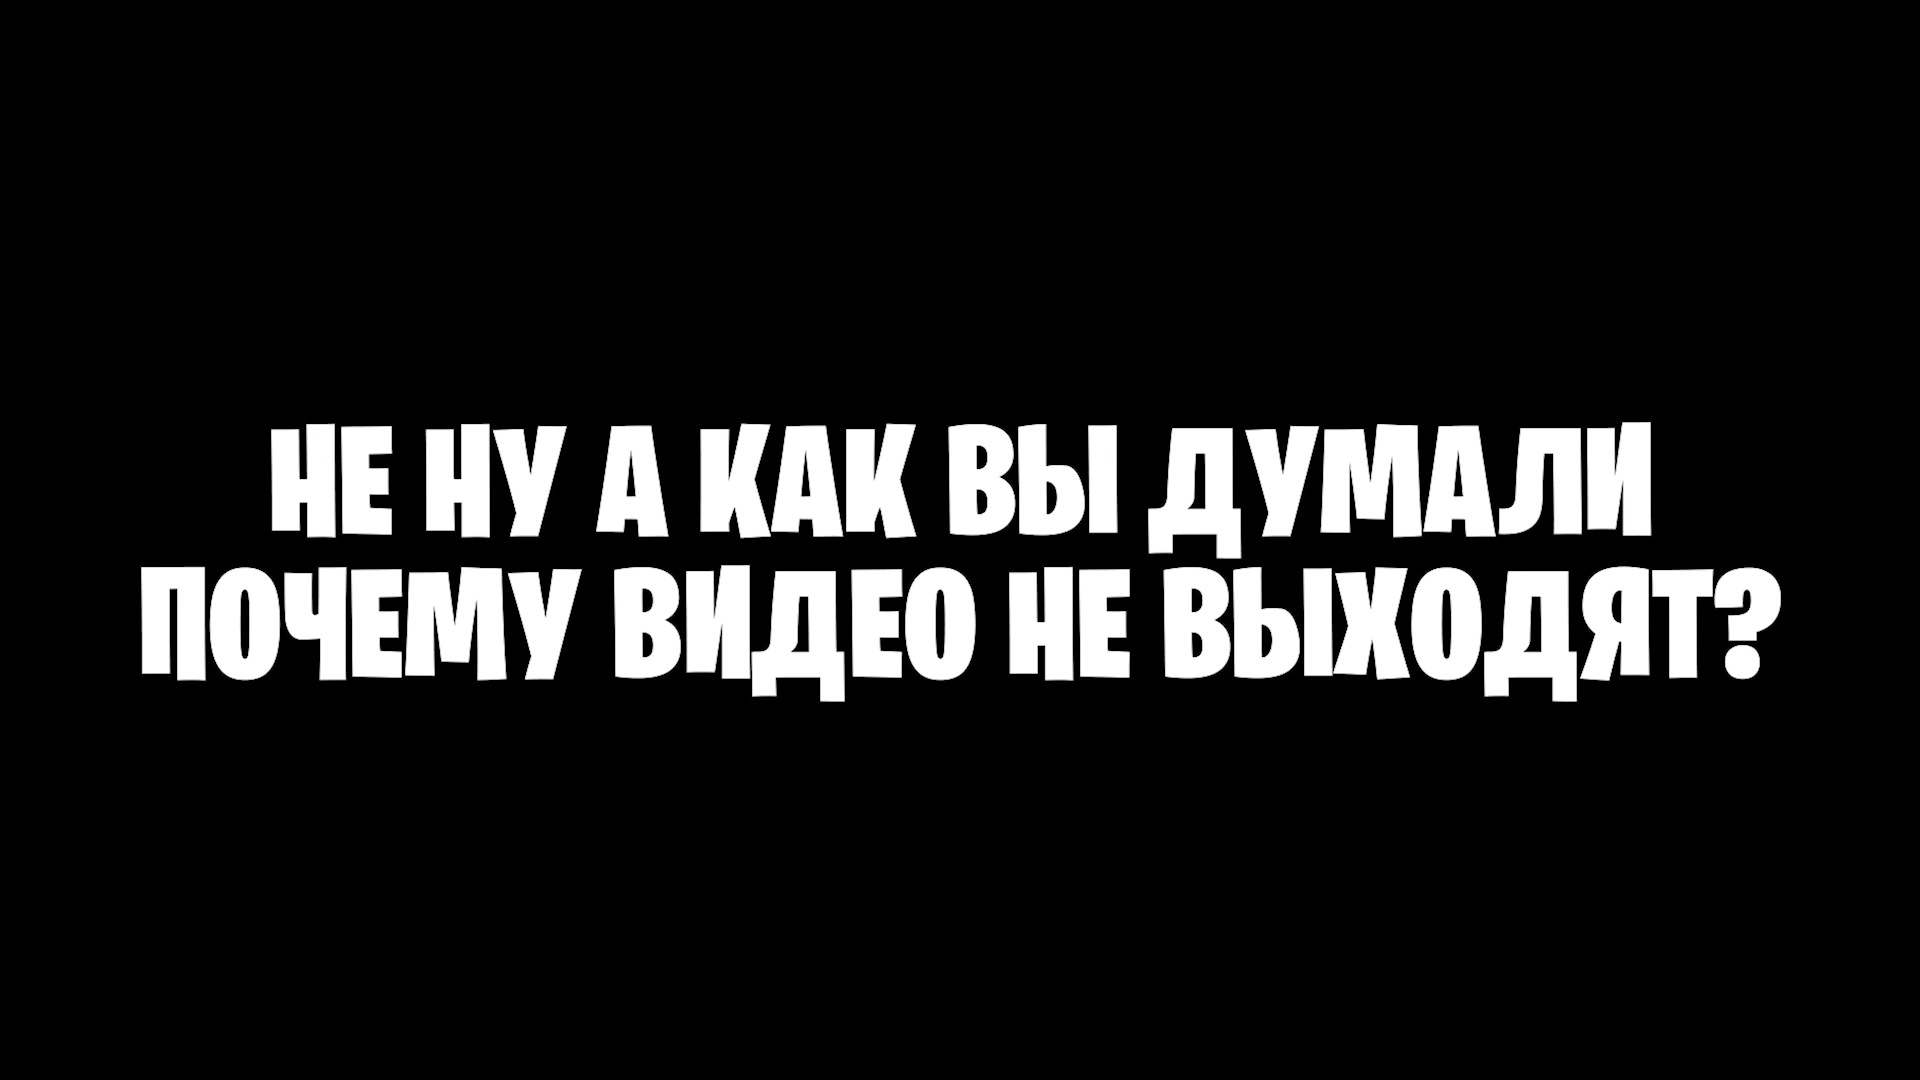 НЕ НУ А КАК ВЫ ДУМАЛИ
ПОЧЕМУ ВИДЕО НЕ ВЫХОДЯТ?